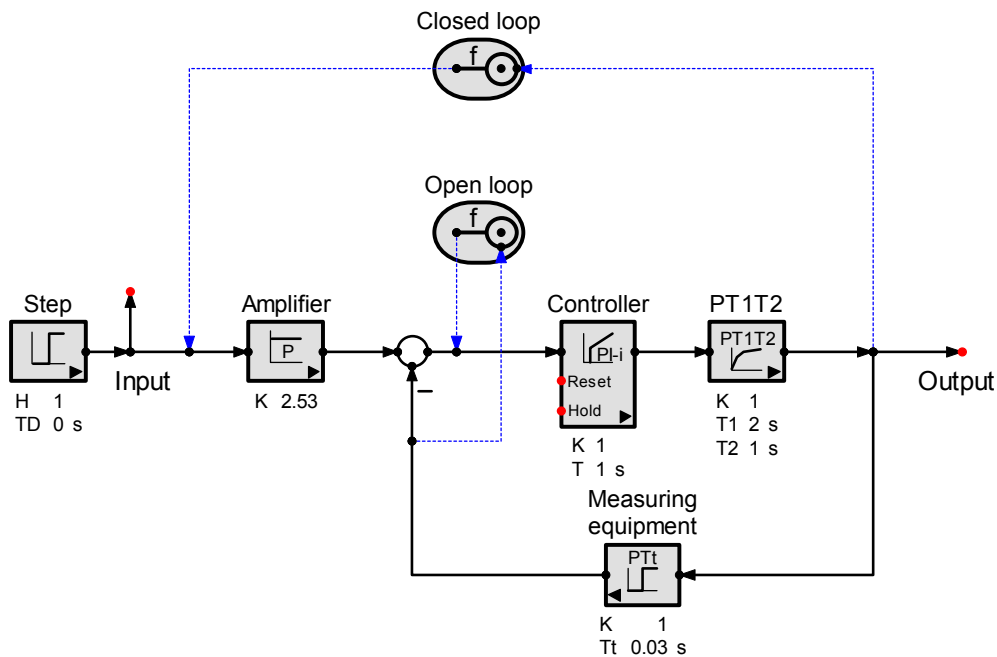 Closed loop
f
Open loop
f
Step
Amplifier
Controller
PT1T2
P
PI-i
PT1T2
Reset
Hold
Input
Output
H 1
TD 0 s
K 2.53
K 1
T 1 s
K 1
T1 2 s
T2 1 s
Measuring
equipment
PTt
K 1
Tt 0.03 s